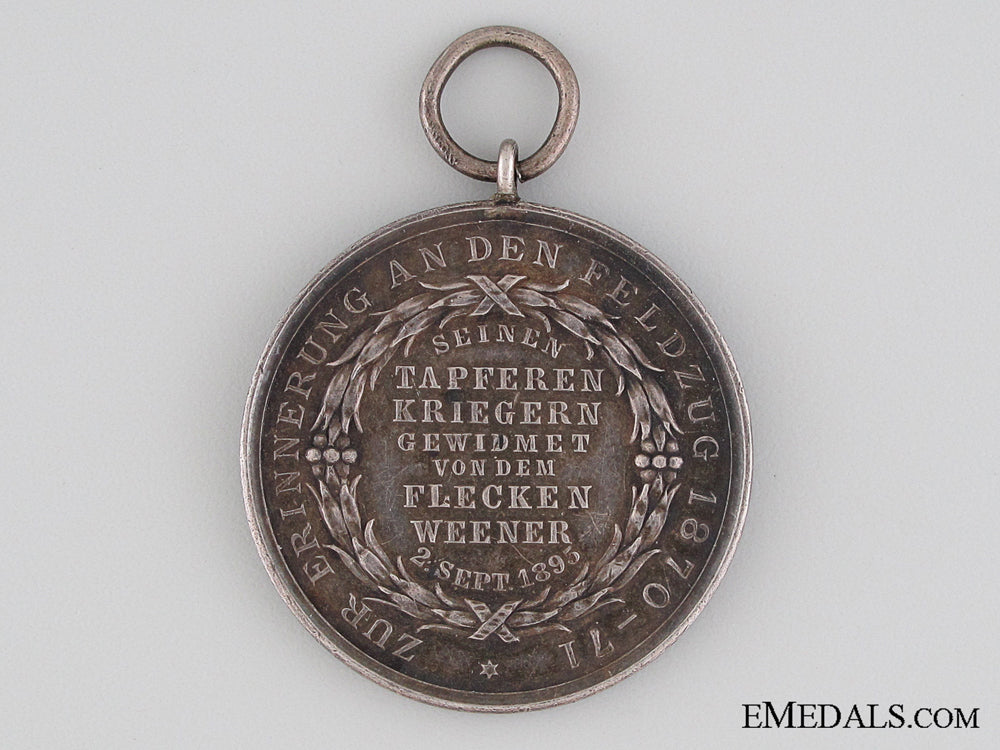 ZUR ERINNERUNG AN DEN FELDZUG 1870-71
SEINEN
TAPFEREN
KRIEGERN
GEWIDMET
VON DEM
FLECKEN
WEENER
2. SEPT. 1895
EMEDALS.COM